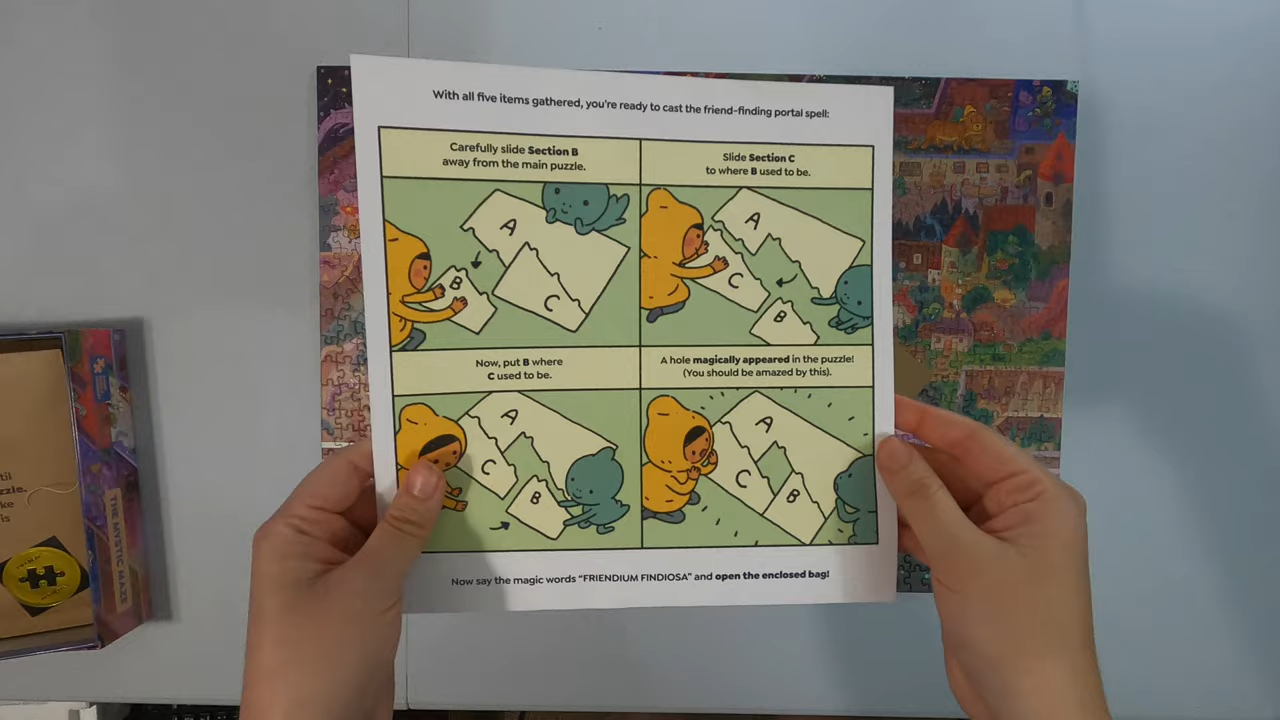 With all five items gathered, you're ready to cast the friend-finding portal spell:
Carefully slide Section B
away from the main puzzle.
Slide Section C
to where B used to be.
A
B
C
A
C
B
Now, put B where
C used to be.
A hole magically appeared in the puzzle!
(You should be amazed by this).
A
C
B
A
C
B
Now say the magic words "FRIENDIUM FINDIOSA" and open the enclosed bag!
THE MYSTIC MAZE